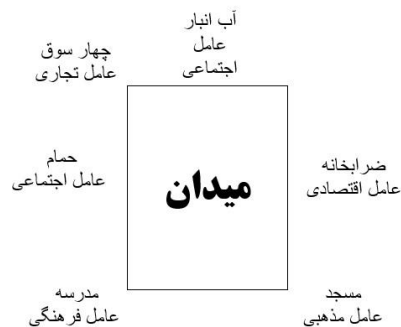 آب انبار
عامل
اجتماعی
چهار سوق
عامل تجاری
ضرابخانه
عامل اقتصادی
میدان
حمام
عامل اجتماعی
مسجد
عامل مذهبی
مدرسه
عامل فرهنگی